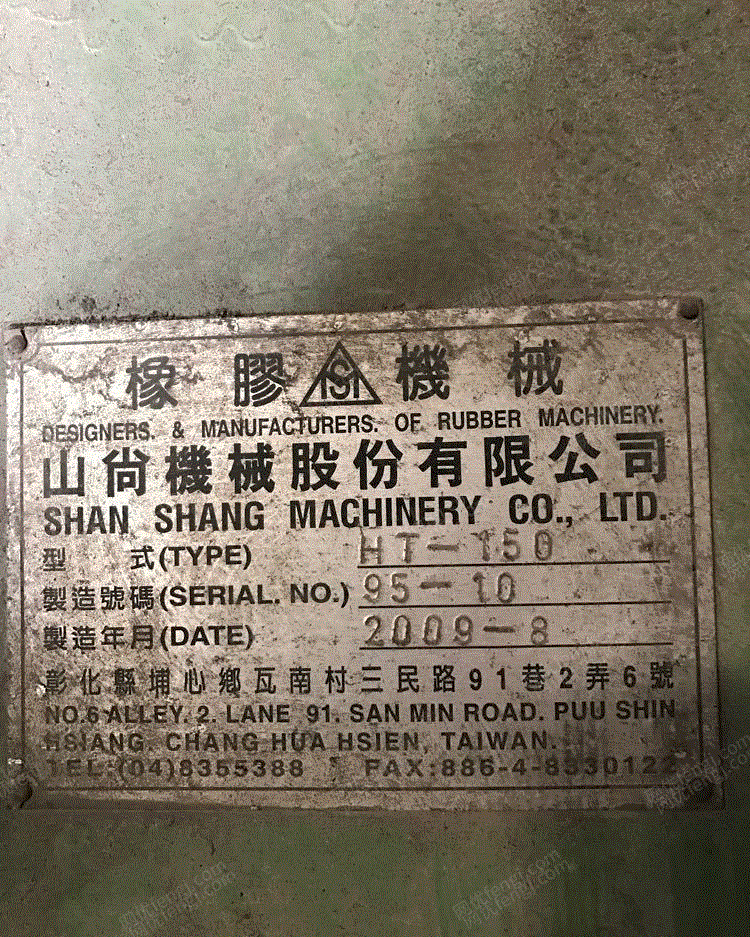 橡膠 SM 機械
DESIGNERS. & MANUFACTURERS. OF RUBBER MACHINERY.
山尚機械股份有限公司
SHAN SHANG MACHINERY CO., LTD.
型 式(TYPE) HT-150
製造號碼(SERIAL. NO.) 95-10
製造年月(DATE) 2009-8
彰化縣埔心鄉瓦南村三民路91巷2弄6號
NO.6 ALLEY. 2. LANE 91. SAN MIN ROAD. PUU SHIN
HSIANG. CHANG HUA HSIEN, TAIWAN.
TEL:(04)8355388 FAX:886-4-8330122